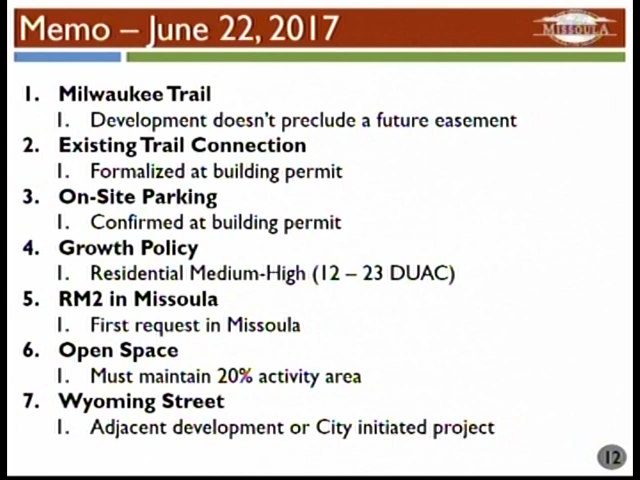 Memo – June 22, 2017
MISSOULA
1. Milwaukee Trail
1. Development doesn't preclude a future easement
2. Existing Trail Connection
1. Formalized at building permit
3. On-Site Parking
1. Confirmed at building permit
4. Growth Policy
1. Residential Medium-High (12 – 23 DUAC)
5. RM2 in Missoula
1. First request in Missoula
6. Open Space
1. Must maintain 20% activity area
7. Wyoming Street
1. Adjacent development or City initiated project
12